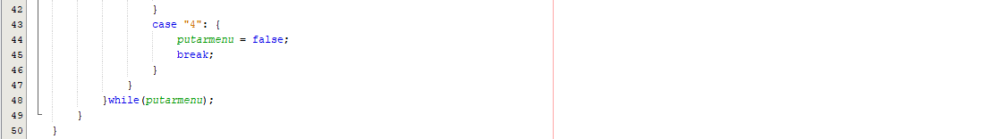 42 }
43 case "4": {
44 putarmenu = false;
45 break;
46 }
47 }
48 }while(putarmenu);
49 }
50 }